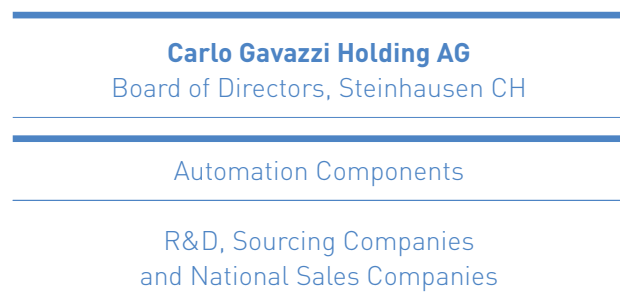 Carlo Gavazzi Holding AG
Board of Directors, Steinhausen CH
Automation Components
R&D, Sourcing Companies
and National Sales Companies